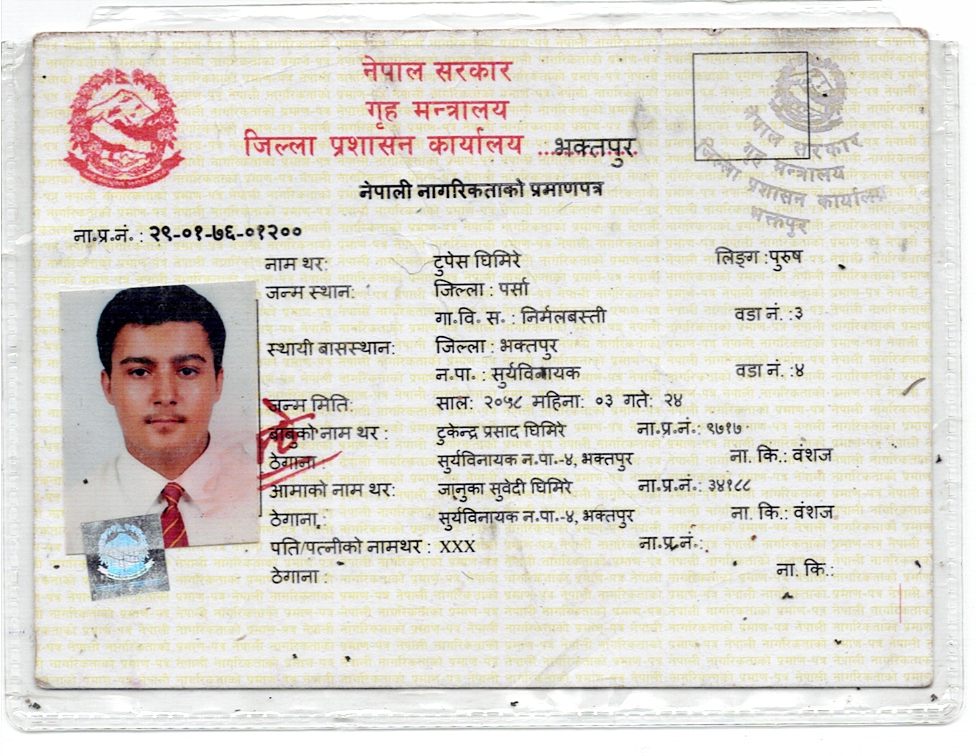 नेपाल सरकार
गृह मन्त्रालय
जिल्ला प्रशासन कार्यालय ...भक्तपुर
नेपाली नागरिकताको प्रमाणपत्र
नेपाल सरकार
गृह मन्त्रालय
जिल्ला प्रशासन कार्यालय
भक्तपुर
ना॰प्र॰नं॰ : २९-०१-७६-०१२००
नाम थर: टुपेस घिमिरे लिङ्ग : पुरुष
जन्म स्थान: जिल्ला : पर्सा
गा॰वि॰ स॰ : निर्मलबस्ती वडा नं॰ :३
स्थायी बासस्थान: जिल्ला : भक्तपुर
न॰पा॰ : सुर्यविनायक वडा नं॰ :४
जन्म मिति: साल: २०५८ महिना: ०३ गते: २४
बाबुको नाम थर : टुकेन्द्र प्रसाद घिमिरे ना॰प्र॰नं॰: ९७१७
ठेगाना: सुर्यविनायक न॰पा॰-४, भक्तपुर ना॰ कि॰: वंशज
आमाको नाम थर: जानुका सुवेदी घिमिरे ना॰प्र॰नं॰: ३४१८८
ठेगाना: सुर्यविनायक न॰पा॰-४, भक्तपुर ना॰ कि॰: वंशज
पति/पत्नीको नामथर : XXX ना॰प्र॰नं॰:
ठेगाना : ना॰ कि॰: